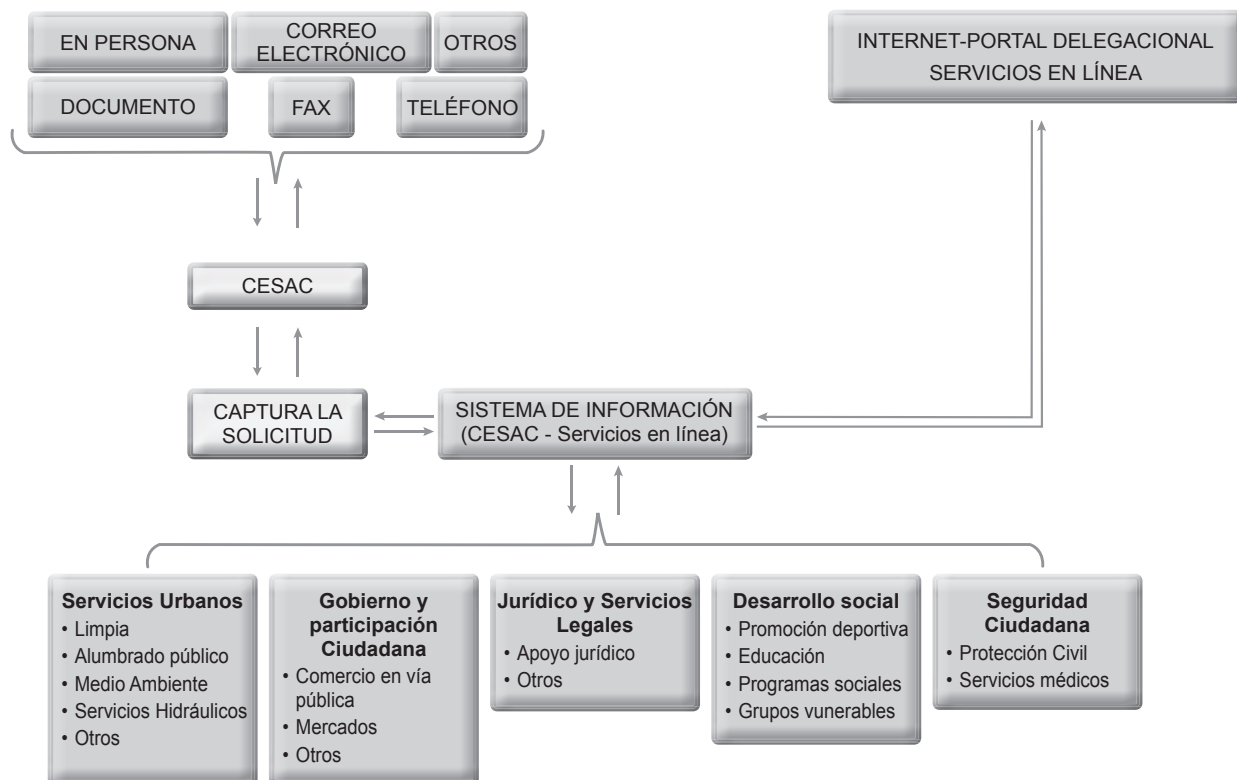 EN PERSONA
CORREO
ELECTRÓNICO
OTROS
DOCUMENTO
FAX
TELÉFONO
INTERNET-PORTAL DELEGACIONAL
SERVICIOS EN LÍNEA
CESAC
CAPTURA LA
SOLICITUD
SISTEMA DE INFORMACIÓN
(CESAC - Servicios en línea)
Servicios Urbanos
• Limpia
• Alumbrado público
• Medio Ambiente
• Servicios Hidráulicos
• Otros
Gobierno y
participación
Ciudadana
• Comercio en vía
pública
• Mercados
• Otros
Jurídico y Servicios
Legales
• Apoyo jurídico
• Otros
Desarrollo social
• Promoción deportiva
• Educación
• Programas sociales
• Grupos vunerables
Seguridad
Ciudadana
• Protección Civil
• Servicios médicos